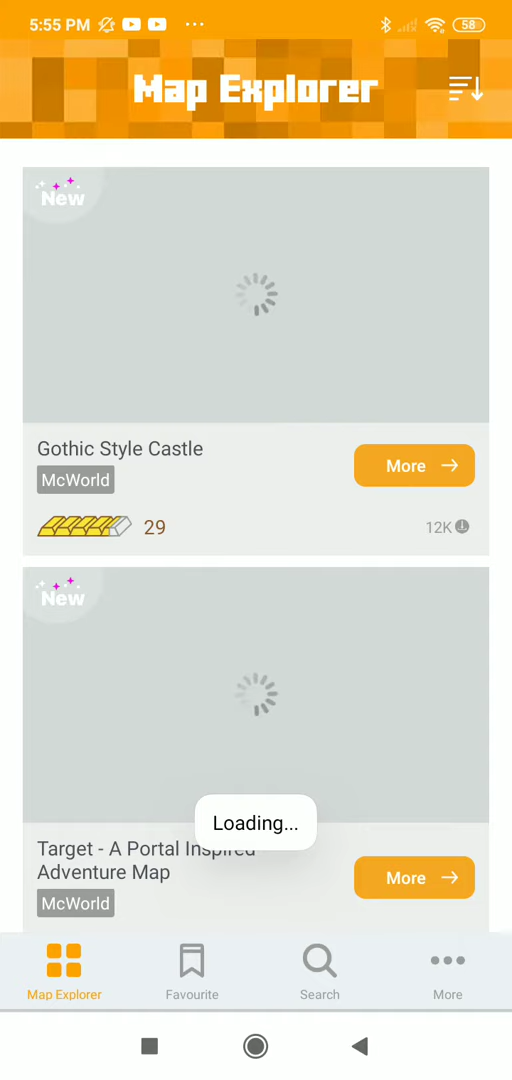 5:55 PM
58
Map Explorer
New
Gothic Style Castle
More
McWorld
29
12K
New
Loading...
Target - A Portal Inspired
Adventure Map
More
McWorld
Map Explorer
Favourite
Search
More